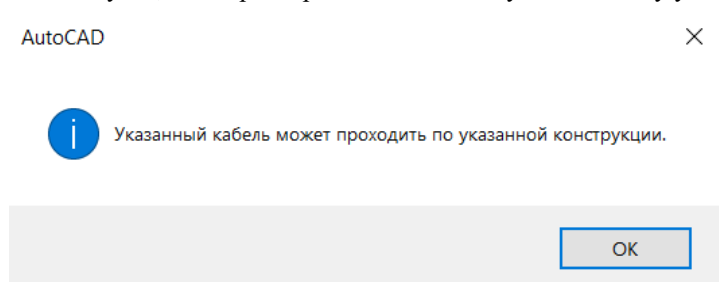 AutoCAD
Указанный кабель может проходить по указанной конструкции.
OK